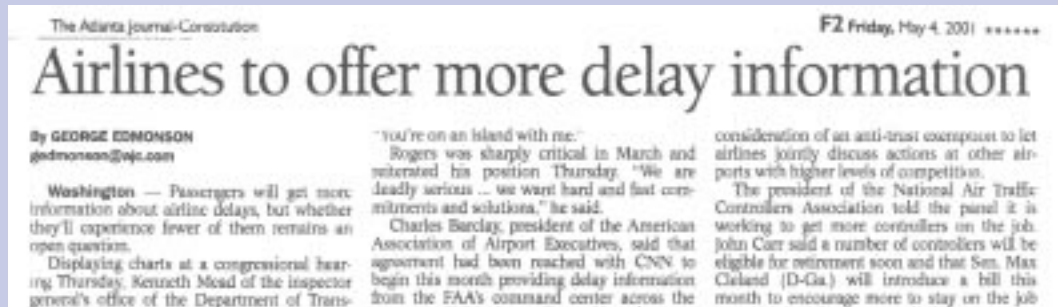 The Atlanta Journal-Constitution
F2 Friday, May 4, 2001 ******
Airlines to offer more delay information
By GEORGE EDMONSON
gedmonson@ajc.com
Washington — Passengers will get more
information about airline delays, but whether
they'll experience fewer of them remains an
open question.
Displaying charts at a congressional hear-
ing Thursday, Kenneth Mead of the inspector
general's office of the Department of Trans-
"You're on an island with me."
Rogers was sharply critical in March and
reiterated his position Thursday. "We are
deadly serious ... we want hard and fast com-
mitments and solutions," he said.
Charles Barclay, president of the American
Association of Airport Executives, said that
agreement had been reached with CNN to
begin this month providing delay information
from the FAA's command center across the
consideration of an anti-trust exemption to let
airlines jointly discuss actions at other air-
ports with higher levels of competition.
The president of the National Air Traffic
Controllers Association told the panel it is
working to get more controllers on the job.
John Carr said a number of controllers will be
eligible for retirement soon and that Sen. Max
Cleland (D-Ga.) will introduce a bill this
month to encourage more to stay on the job